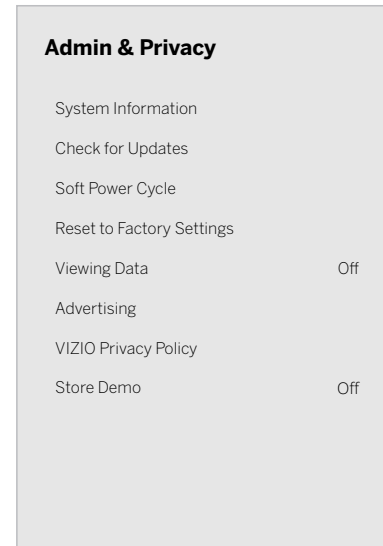 Admin & Privacy
System Information
Check for Updates
Soft Power Cycle
Reset to Factory Settings
Viewing Data Off
Advertising
VIZIO Privacy Policy
Store Demo Off